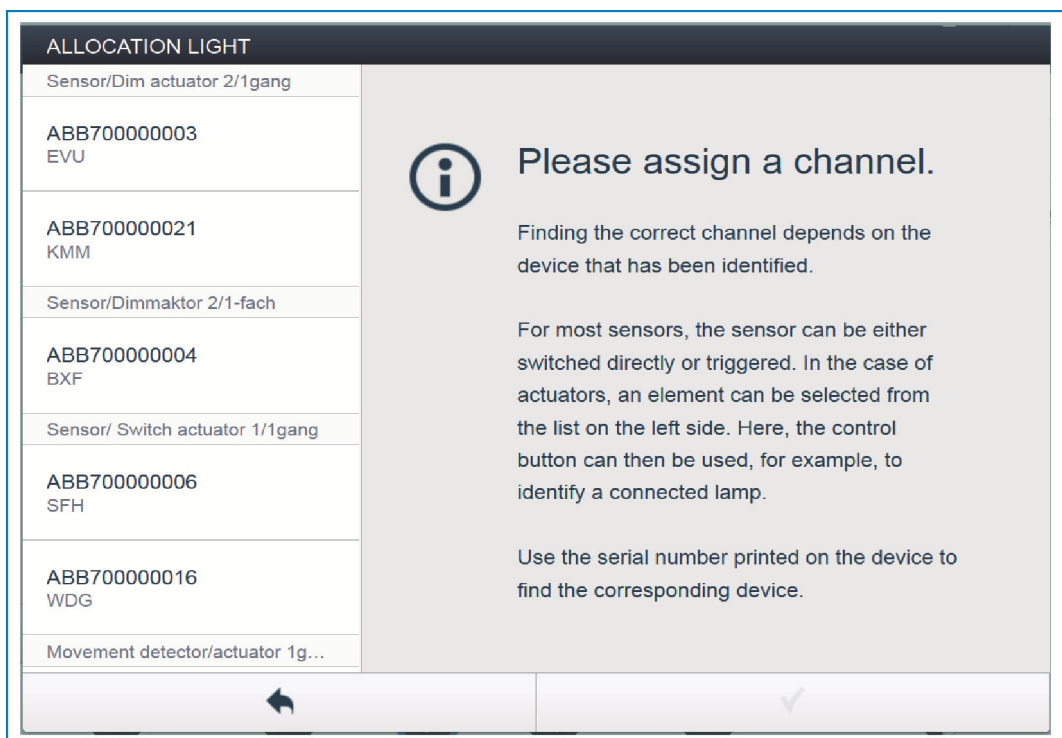 ALLOCATION LIGHT
Sensor/Dim actuator 2/1gang
ABB700000003
EVU
ABB700000021
KMM
Sensor/Dimmaktor 2/1-fach
ABB700000004
BXF
Sensor/ Switch actuator 1/1gang
ABB700000006
SFH
ABB700000016
WDG
Movement detector/actuator 1g...
Please assign a channel.
Finding the correct channel depends on the
device that has been identified.
For most sensors, the sensor can be either
switched directly or triggered. In the case of
actuators, an element can be selected from
the list on the left side. Here, the control
button can then be used, for example, to
identify a connected lamp.
Use the serial number printed on the device to
find the corresponding device.